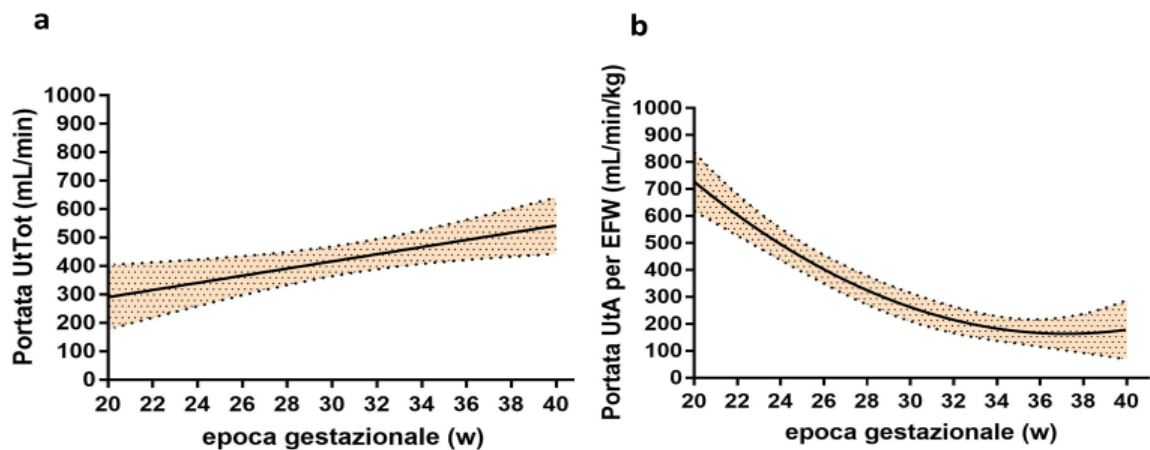 a
Portata UtTot (mL/min)
1000
900
800
700
600
500
400
300
200
100
0
20 22 24 26 28 30 32 34 36 38 40
epoca gestazionale (w)
b
Portata UtA per EFW (mL/min/kg)
1000
900
800
700
600
500
400
300
200
100
0
20 22 24 26 28 30 32 34 36 38 40
epoca gestazionale (w)